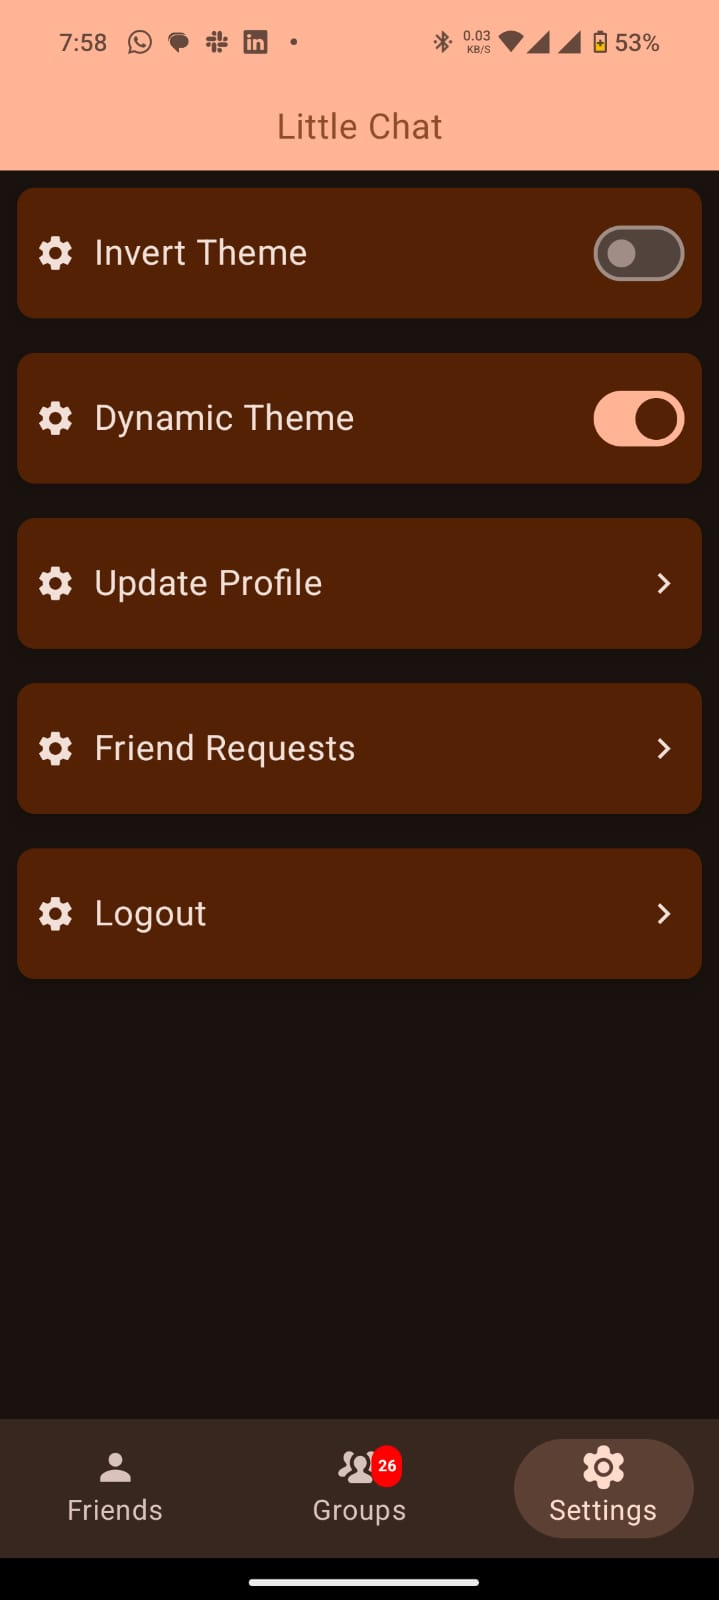 7:58 in 0.03 KB/S 53%
Little Chat
Invert Theme
Dynamic Theme
Update Profile
Friend Requests
Logout
26
Friends Groups Settings